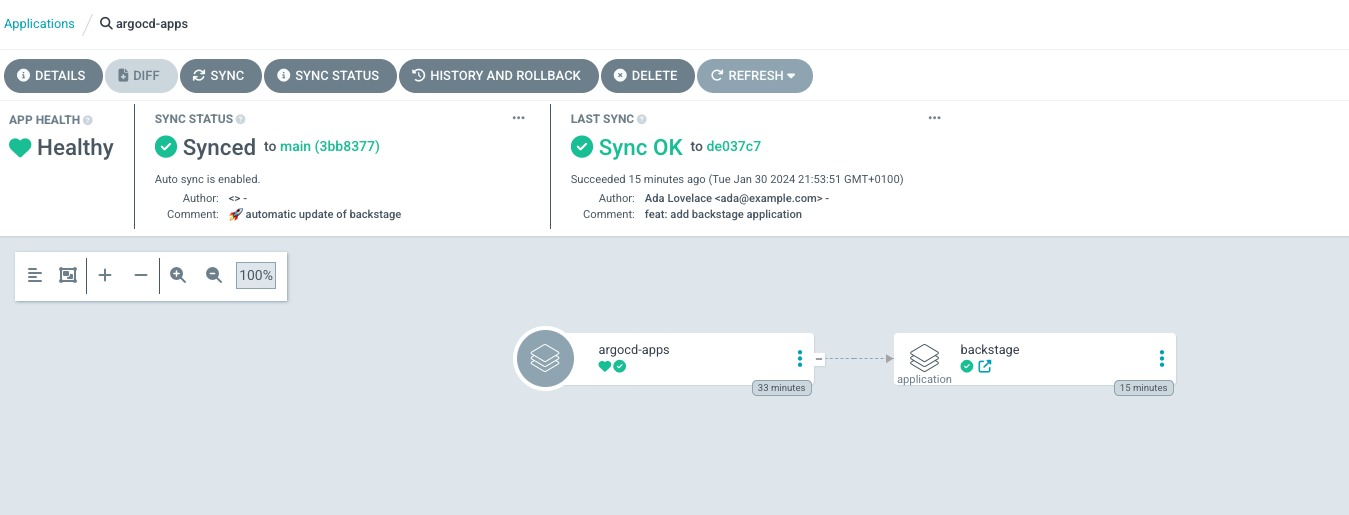 Applications / argocd-apps
DETAILS DIFF SYNC SYNC STATUS HISTORY AND ROLLBACK DELETE REFRESH
APP HEALTH
Healthy
SYNC STATUS
Synced to main (3bb8377)
Auto sync is enabled.
Author: <> -
Comment: 🚀 automatic update of backstage
LAST SYNC
Sync OK to de037c7
Succeeded 15 minutes ago (Tue Jan 30 2024 21:53:51 GMT+0100)
Author: Ada Lovelace <ada@example.com> -
Comment: feat: add backstage application
100%
argocd-apps
33 minutes
backstage
application
15 minutes